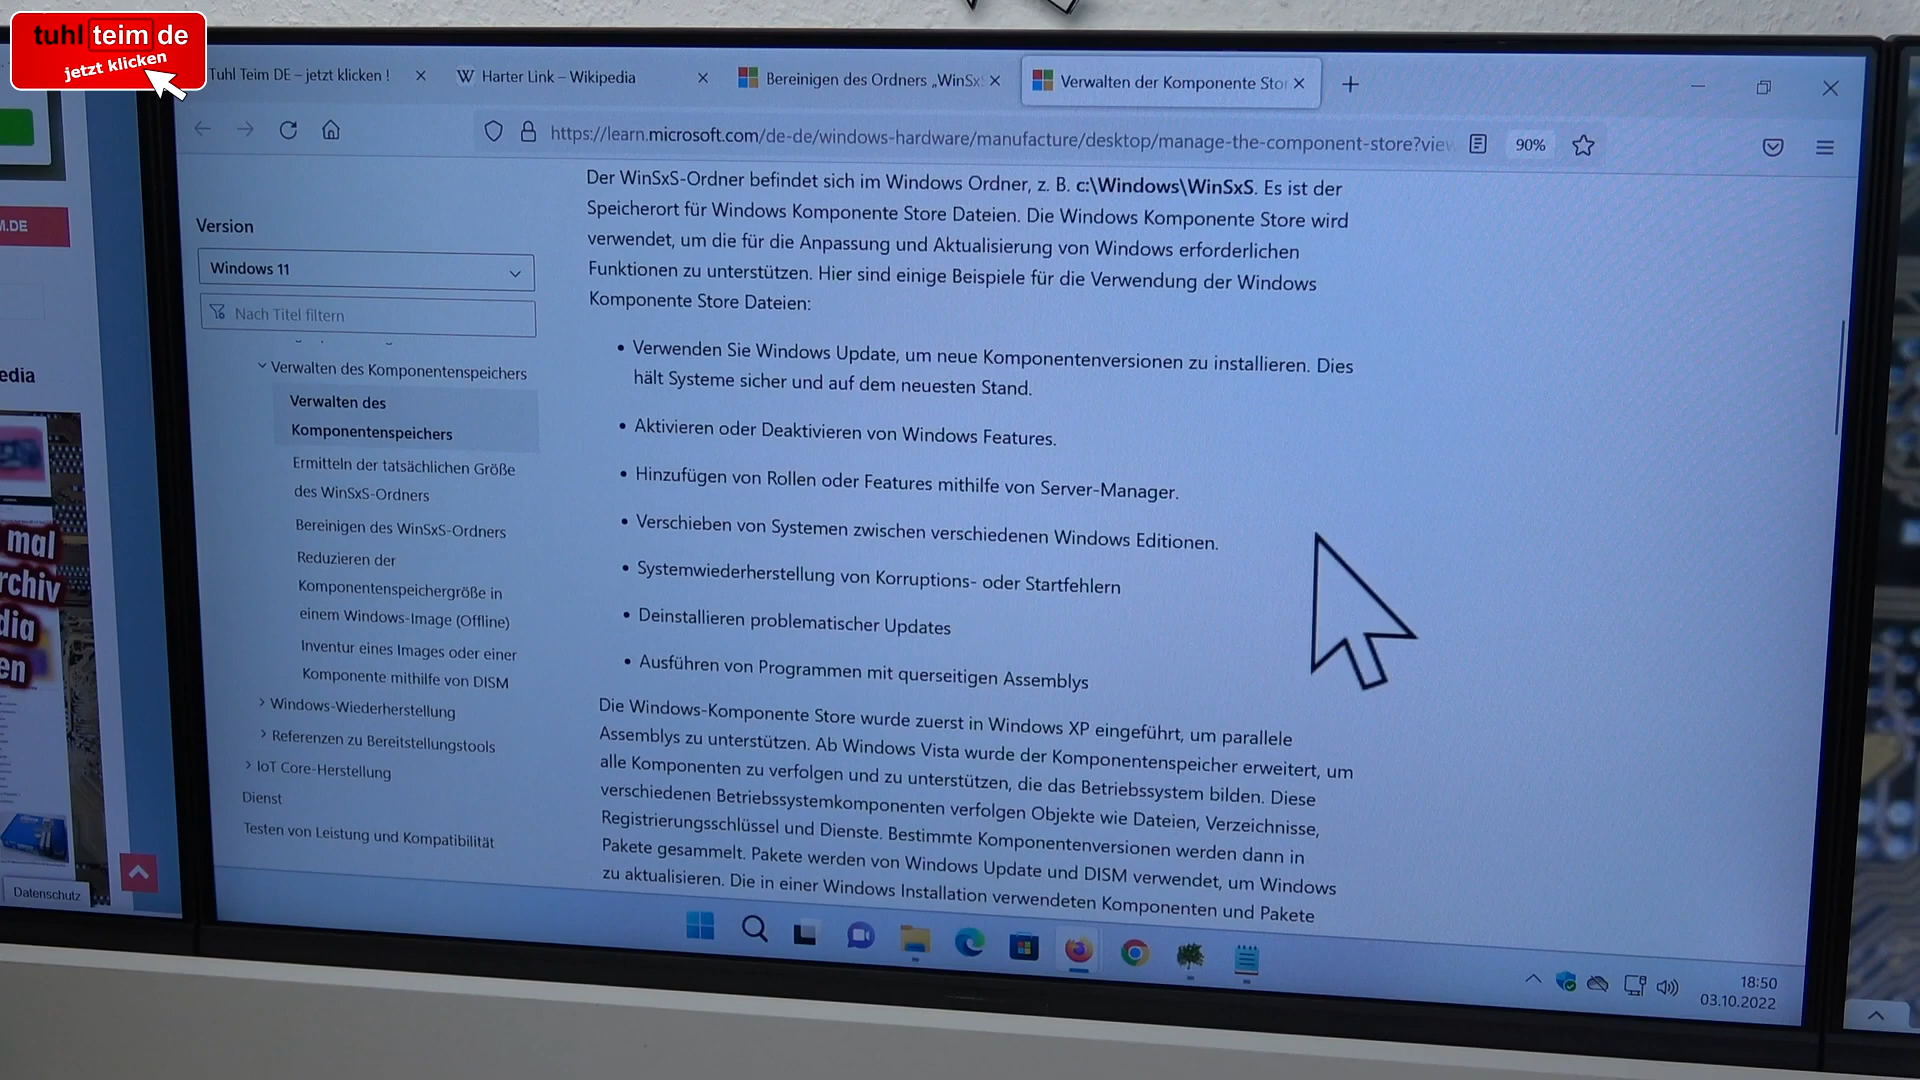 tuhl teim de
jetzt klicken
Tuhl Teim DE – jetzt klicken !
Harter Link – Wikipedia
Bereinigen des Ordners „WinSx
Verwalten der Komponente Stor
https://learn.microsoft.com/de-de/windows-hardware/manufacture/desktop/manage-the-component-store?view
90%
M.DE
edia
mal
rchiv
dia
en
Datenschutz
Version
Windows 11
Nach Titel filtern
Verwalten des Komponentenspeichers
Verwalten des
Komponentenspeichers
Ermitteln der tatsächlichen Größe
des WinSxS-Ordners
Bereinigen des WinSxS-Ordners
Reduzieren der
Komponentenspeichergröße in
einem Windows-Image (Offline)
Inventur eines Images oder einer
Komponente mithilfe von DISM
Windows-Wiederherstellung
Referenzen zu Bereitstellungstools
IoT Core-Herstellung
Dienst
Testen von Leistung und Kompatibilität
Der WinSxS-Ordner befindet sich im Windows Ordner, z. B. c:\Windows\WinSxS. Es ist der
Speicherort für Windows Komponente Store Dateien. Die Windows Komponente Store wird
verwendet, um die für die Anpassung und Aktualisierung von Windows erforderlichen
Funktionen zu unterstützen. Hier sind einige Beispiele für die Verwendung der Windows
Komponente Store Dateien:
• Verwenden Sie Windows Update, um neue Komponentenversionen zu installieren. Dies
hält Systeme sicher und auf dem neuesten Stand.
• Aktivieren oder Deaktivieren von Windows Features.
• Hinzufügen von Rollen oder Features mithilfe von Server-Manager.
• Verschieben von Systemen zwischen verschiedenen Windows Editionen.
• Systemwiederherstellung von Korruptions- oder Startfehlern
• Deinstallieren problematischer Updates
• Ausführen von Programmen mit querseitigen Assemblys
Die Windows-Komponente Store wurde zuerst in Windows XP eingeführt, um parallele
Assemblys zu unterstützen. Ab Windows Vista wurde der Komponentenspeicher erweitert, um
alle Komponenten zu verfolgen und zu unterstützen, die das Betriebssystem bilden. Diese
verschiedenen Betriebssystemkomponenten verfolgen Objekte wie Dateien, Verzeichnisse,
Registrierungsschlüssel und Dienste. Bestimmte Komponentenversionen werden dann in
Pakete gesammelt. Pakete werden von Windows Update und DISM verwendet, um Windows
zu aktualisieren. Die in einer Windows Installation verwendeten Komponenten und Pakete
18:50
03.10.2022